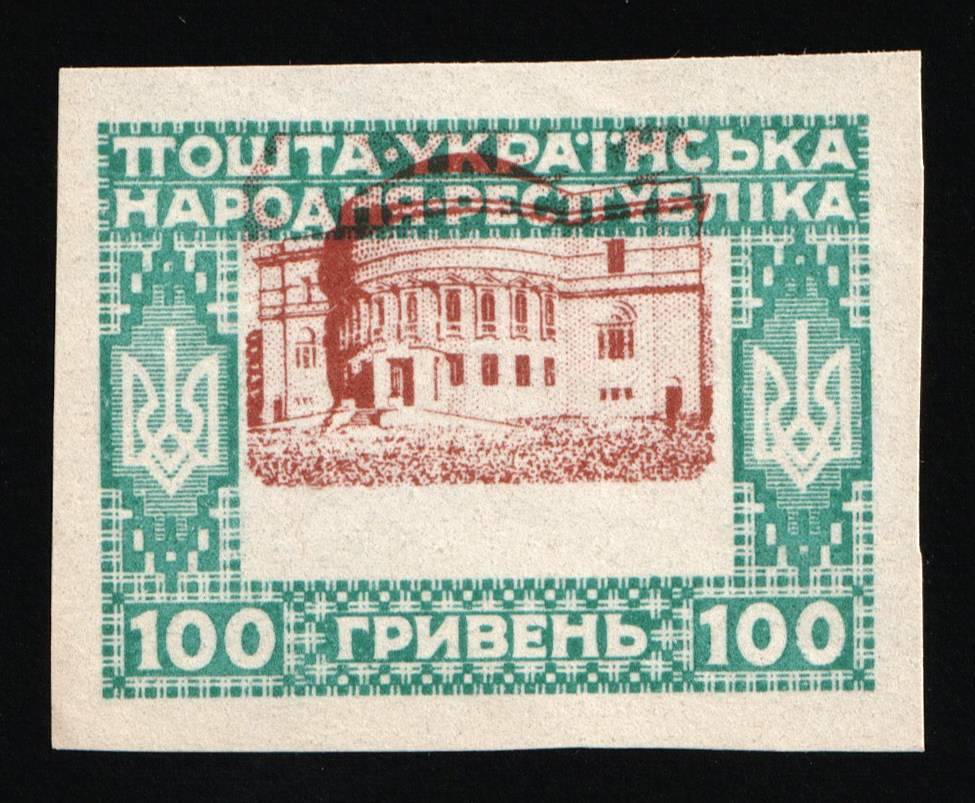 ПОШТА·УКРАЇНСЬКА
НАРОДНЯ·РЕСПУБЛІКА
100 ГРИВЕНЬ 100